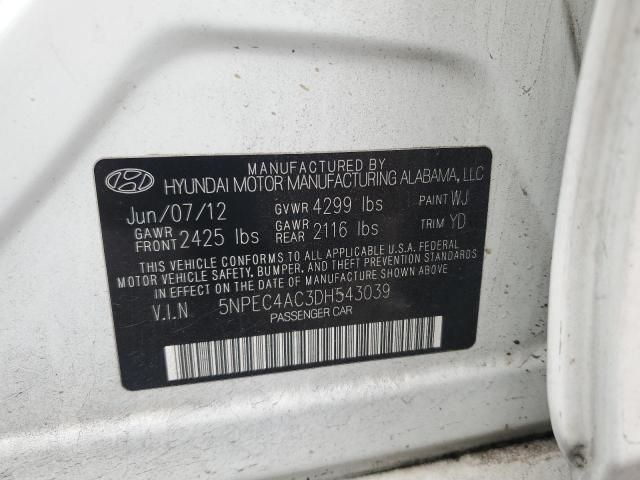 MANUFACTURED BY
HYUNDAI MOTOR MANUFACTURING ALABAMA, LLC
Jun/07/12 GVWR 4299 lbs PAINT WJ
GAWR FRONT 2425 lbs GAWR REAR 2116 lbs TRIM YD
THIS VEHICLE CONFORMS TO ALL APPLICABLE U.S.A. FEDERAL
MOTOR VEHICLE SAFETY, BUMPER, AND THEFT PREVENTION STANDARDS
IN EFFECT ON THE DATE OF MANUFACTURE SHOWN ABOVE.
V.I.N 5NPEC4AC3DH543039
PASSENGER CAR